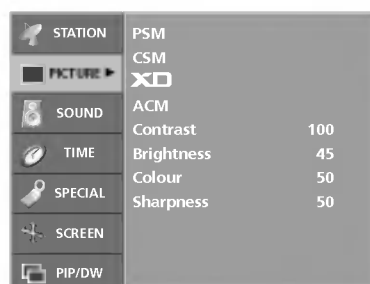 STATION
PICTURE ▶
SOUND
TIME
SPECIAL
SCREEN
PIP/DW
PSM
CSM
XD
ACM
Contrast 100
Brightness 45
Colour 50
Sharpness 50